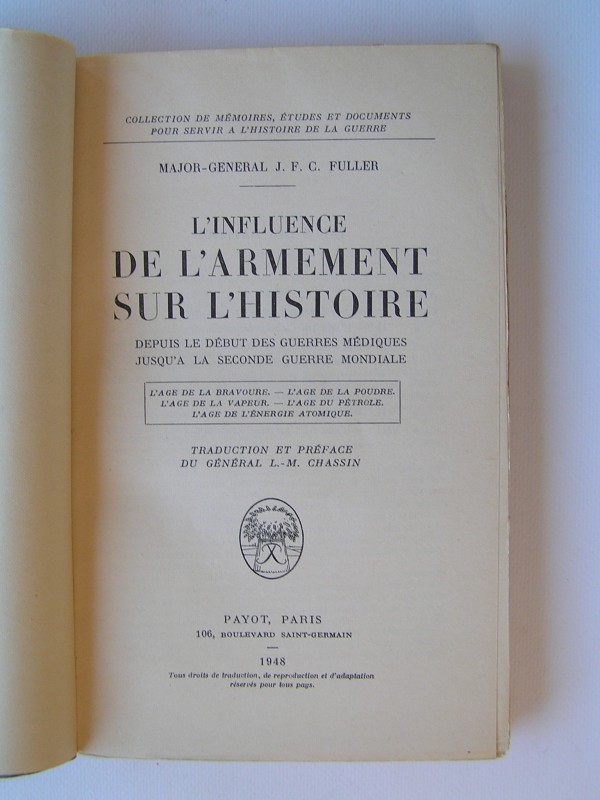 COLLECTION DE MÉMOIRES, ÉTUDES ET DOCUMENTS
POUR SERVIR A L'HISTOIRE DE LA GUERRE
MAJOR-GENERAL J. F. C. FULLER
L'INFLUENCE
DE L'ARMEMENT
SUR L'HISTOIRE
DEPUIS LE DÉBUT DES GUERRES MÉDIQUES
JUSQU'A LA SECONDE GUERRE MONDIALE
L'AGE DE LA BRAVOURE. — L'AGE DE LA POUDRE.
L'AGE DE LA VAPEUR. — L'AGE DU PÉTROLE.
L'AGE DE L'ÉNERGIE ATOMIQUE.
TRADUCTION ET PRÉFACE
DU GÉNÉRAL L.-M. CHASSIN
PAYOT, PARIS
106, BOULEVARD SAINT-GERMAIN
1948
Tous droits de traduction, de reproduction et d'adaptation
réservés pour tous pays.